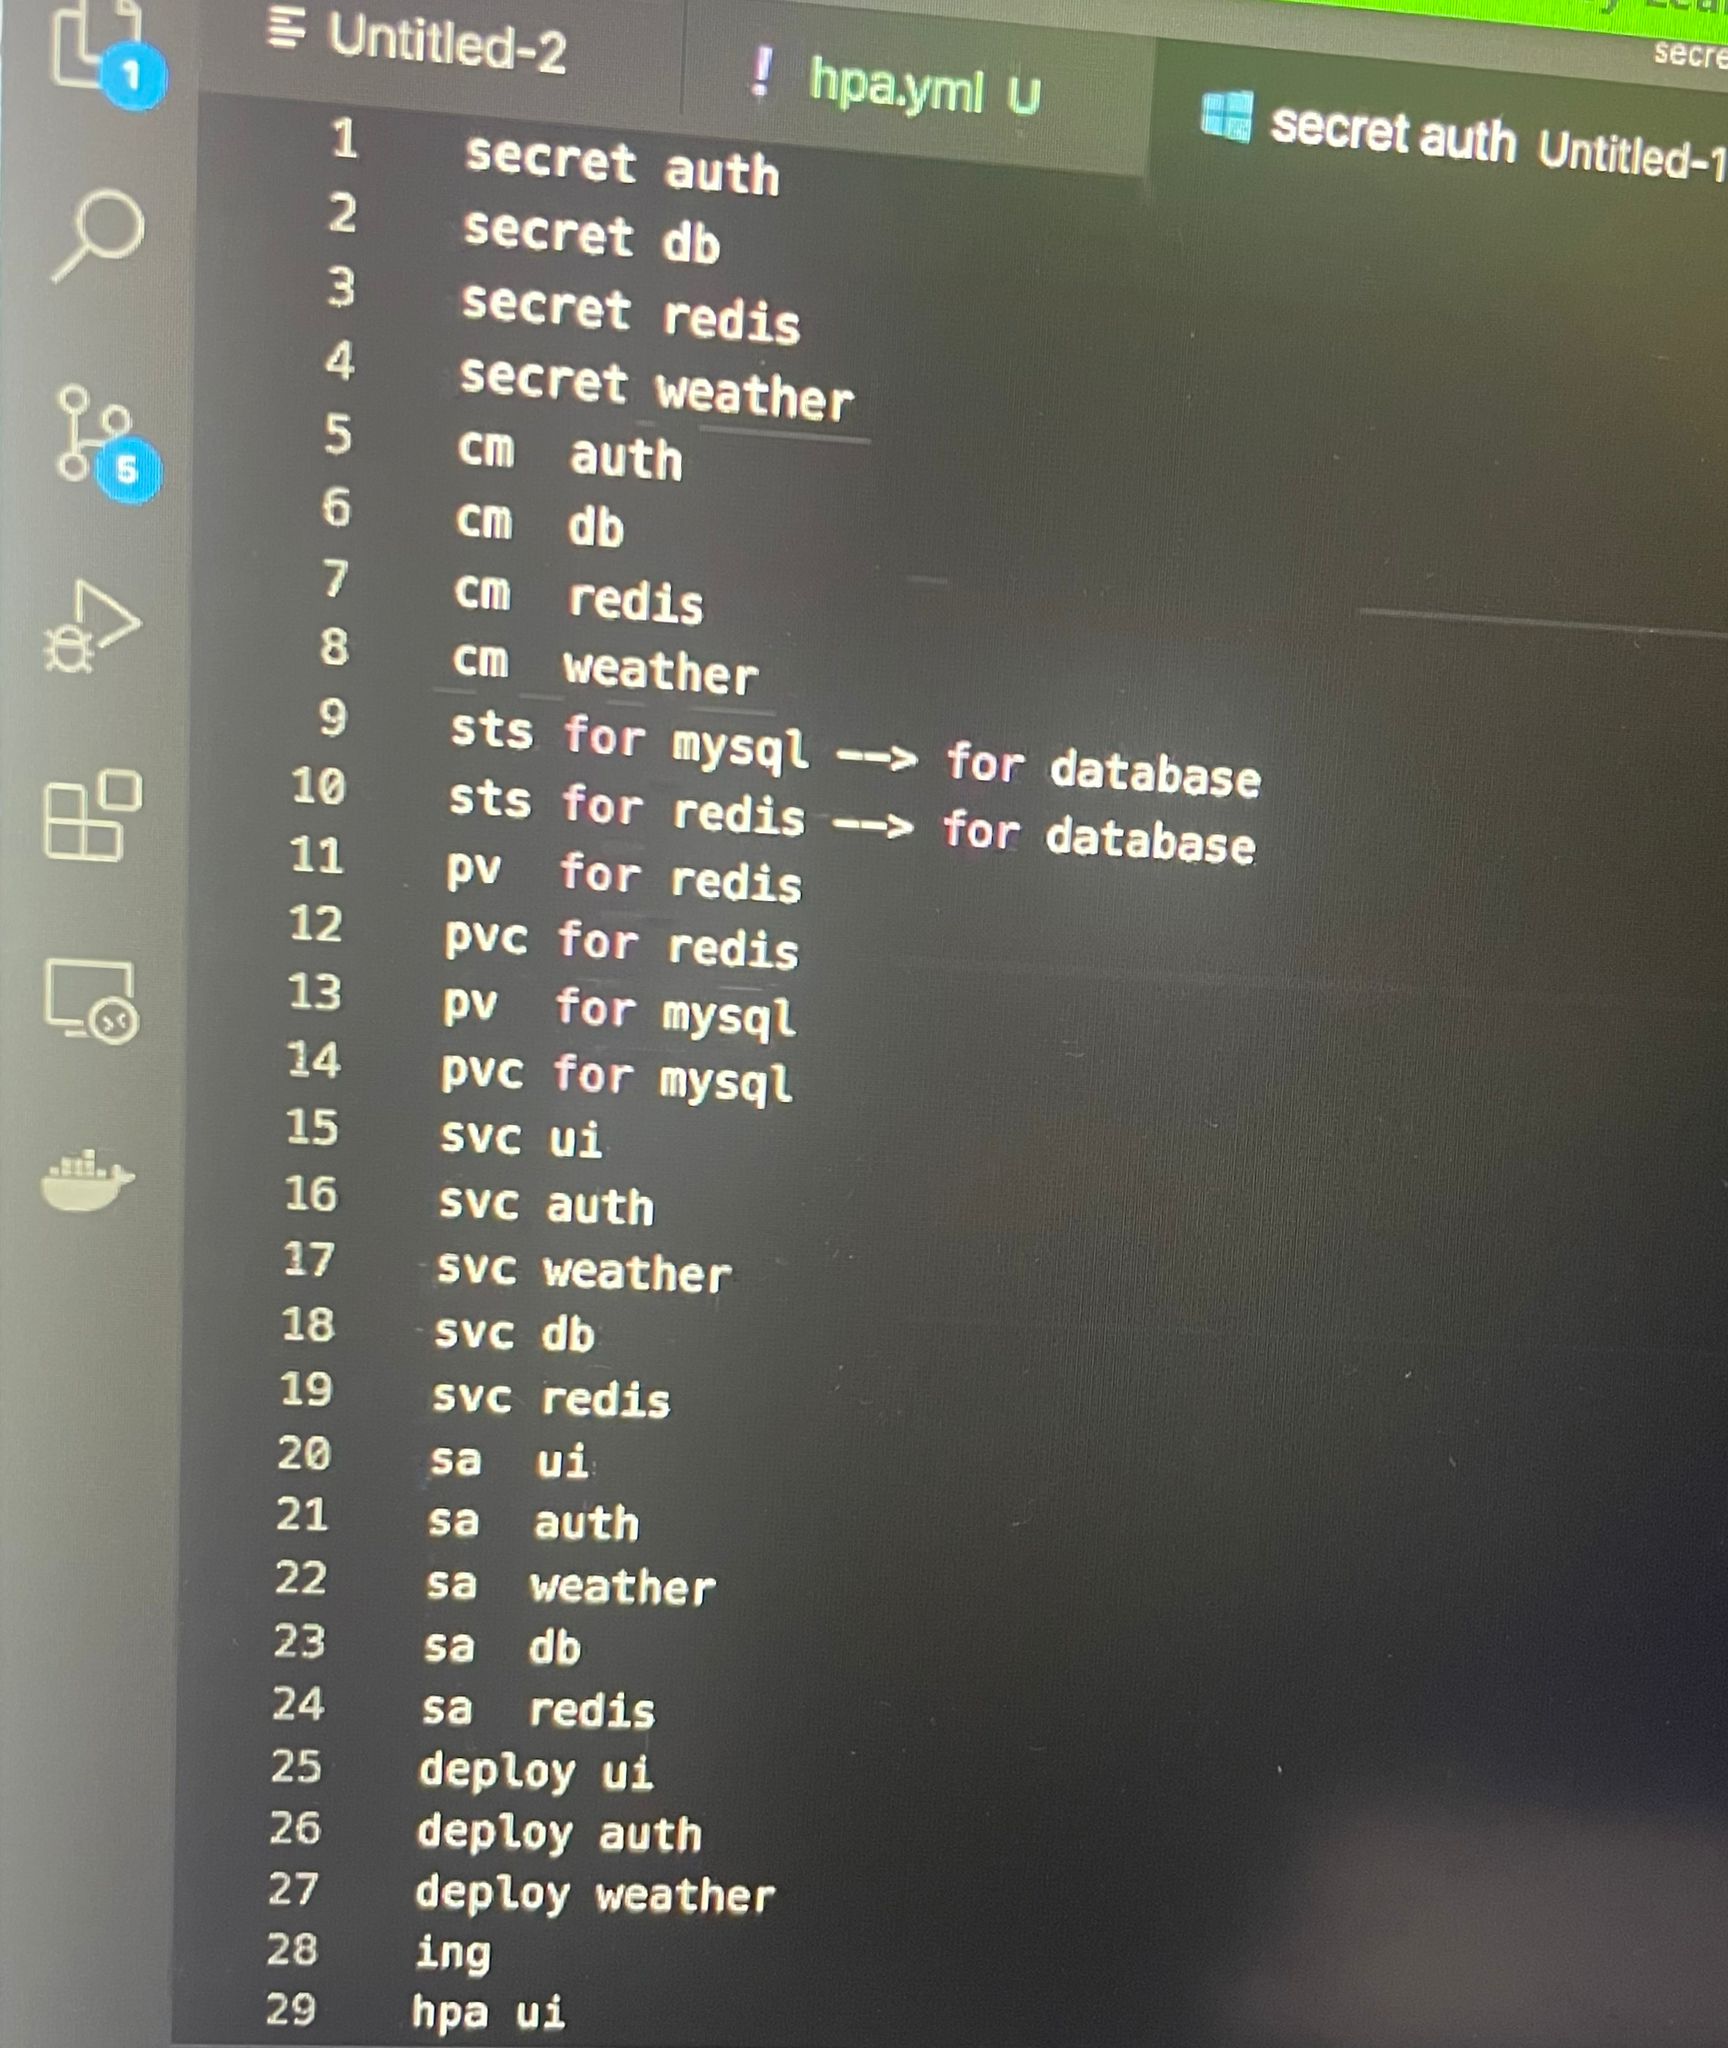 secre
1
Untitled-2
! hpa.yml U
secret auth Untitled-1
5
1 secret auth
2 secret db
3 secret redis
4 secret weather
5 cm  auth
6 cm  db
7 cm  redis
8 cm  weather
9 sts for mysql --> for database
10 sts for redis --> for database
11 pv  for redis
12 pvc for redis
13 pv  for mysql
14 pvc for mysql
15 svc ui
16 svc auth
17 svc weather
18 svc db
19 svc redis
20 sa  ui
21 sa  auth
22 sa  weather
23 sa  db
24 sa  redis
25 deploy ui
26 deploy auth
27 deploy weather
28 ing
29 hpa ui